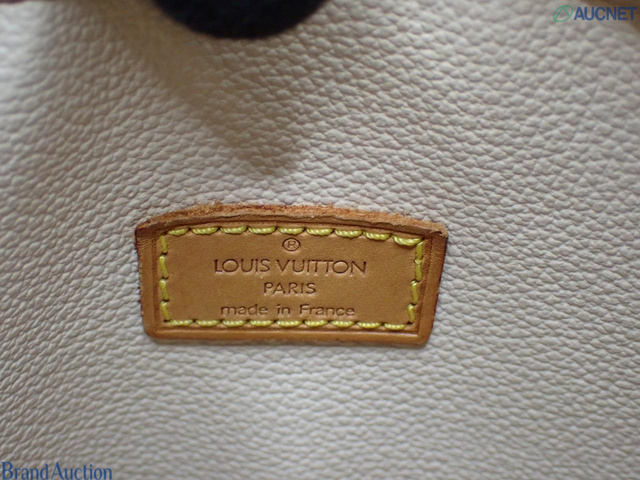 AUCNET
®
LOUIS VUITTON
PARIS
made in France
Brand Auction